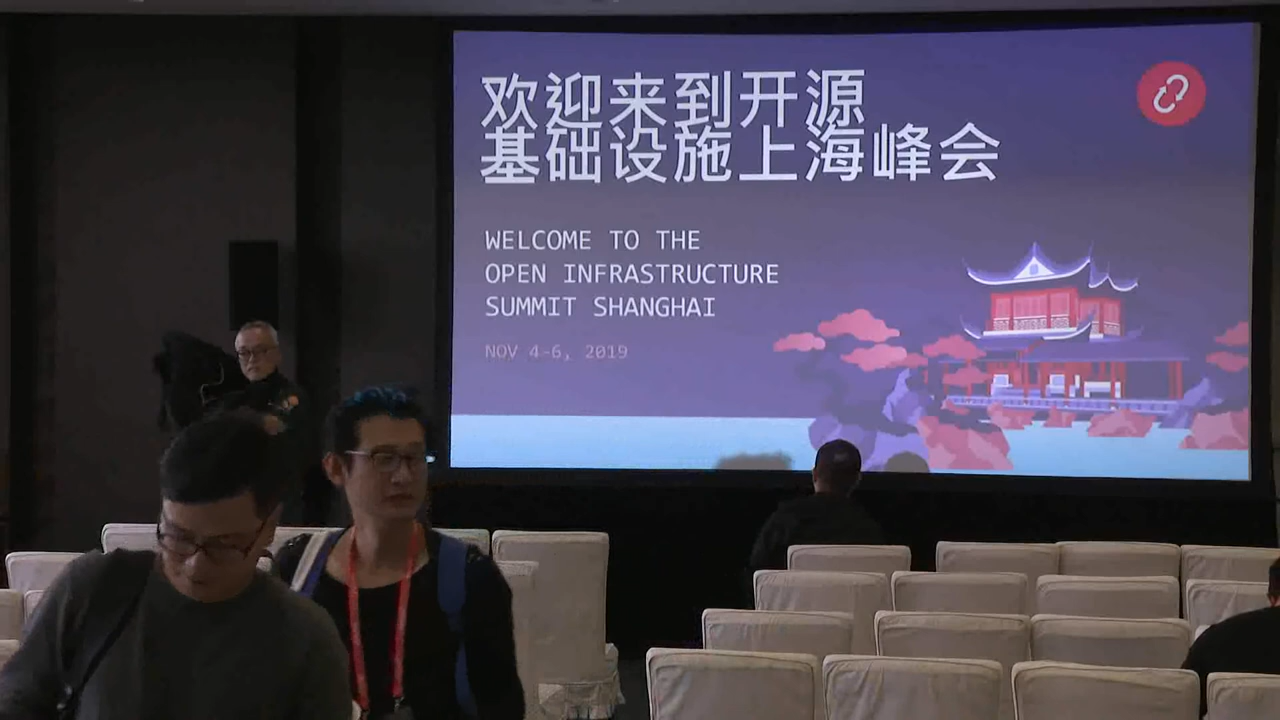 欢迎来到开源
基础设施上海峰会
WELCOME TO THE
OPEN INFRASTRUCTURE
SUMMIT SHANGHAI
NOV 4-6, 2019